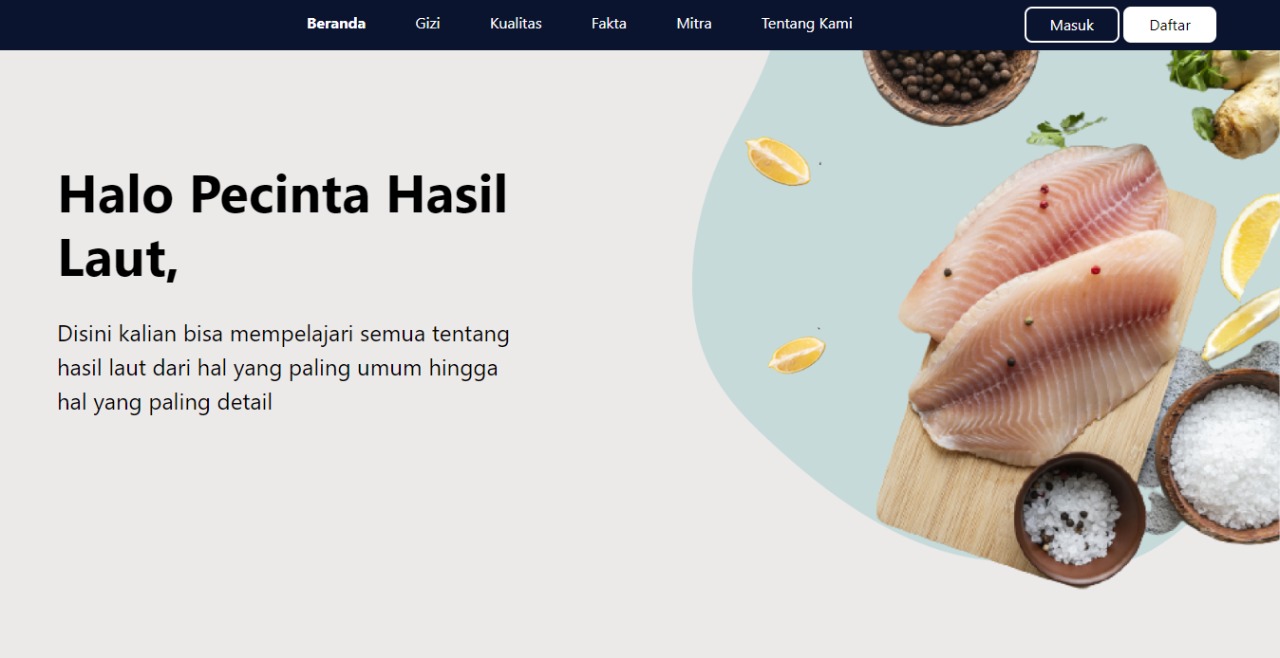 Beranda Gizi Kualitas Fakta Mitra Tentang Kami Masuk Daftar
Halo Pecinta Hasil
Laut,
Disini kalian bisa mempelajari semua tentang
hasil laut dari hal yang paling umum hingga
hal yang paling detail